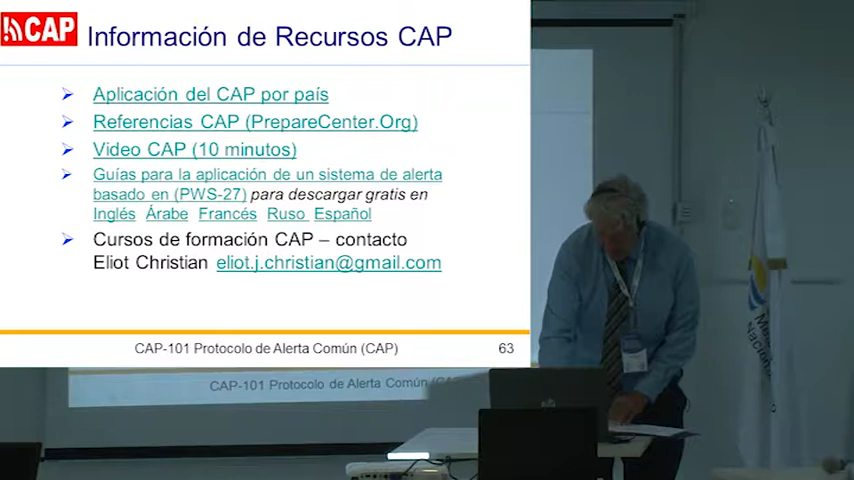 CAP
Información de Recursos CAP
Aplicación del CAP por país
Referencias CAP (PrepareCenter.Org)
Video CAP (10 minutos)
Guías para la aplicación de un sistema de alerta
basado en (PWS-27) para descargar gratis en
Inglés Árabe Francés Ruso Español
Cursos de formación CAP – contacto
Eliot Christian eliot.j.christian@gmail.com
CAP-101 Protocolo de Alerta Común (CAP) 63
CAP-101 Protocolo de Alerta Común